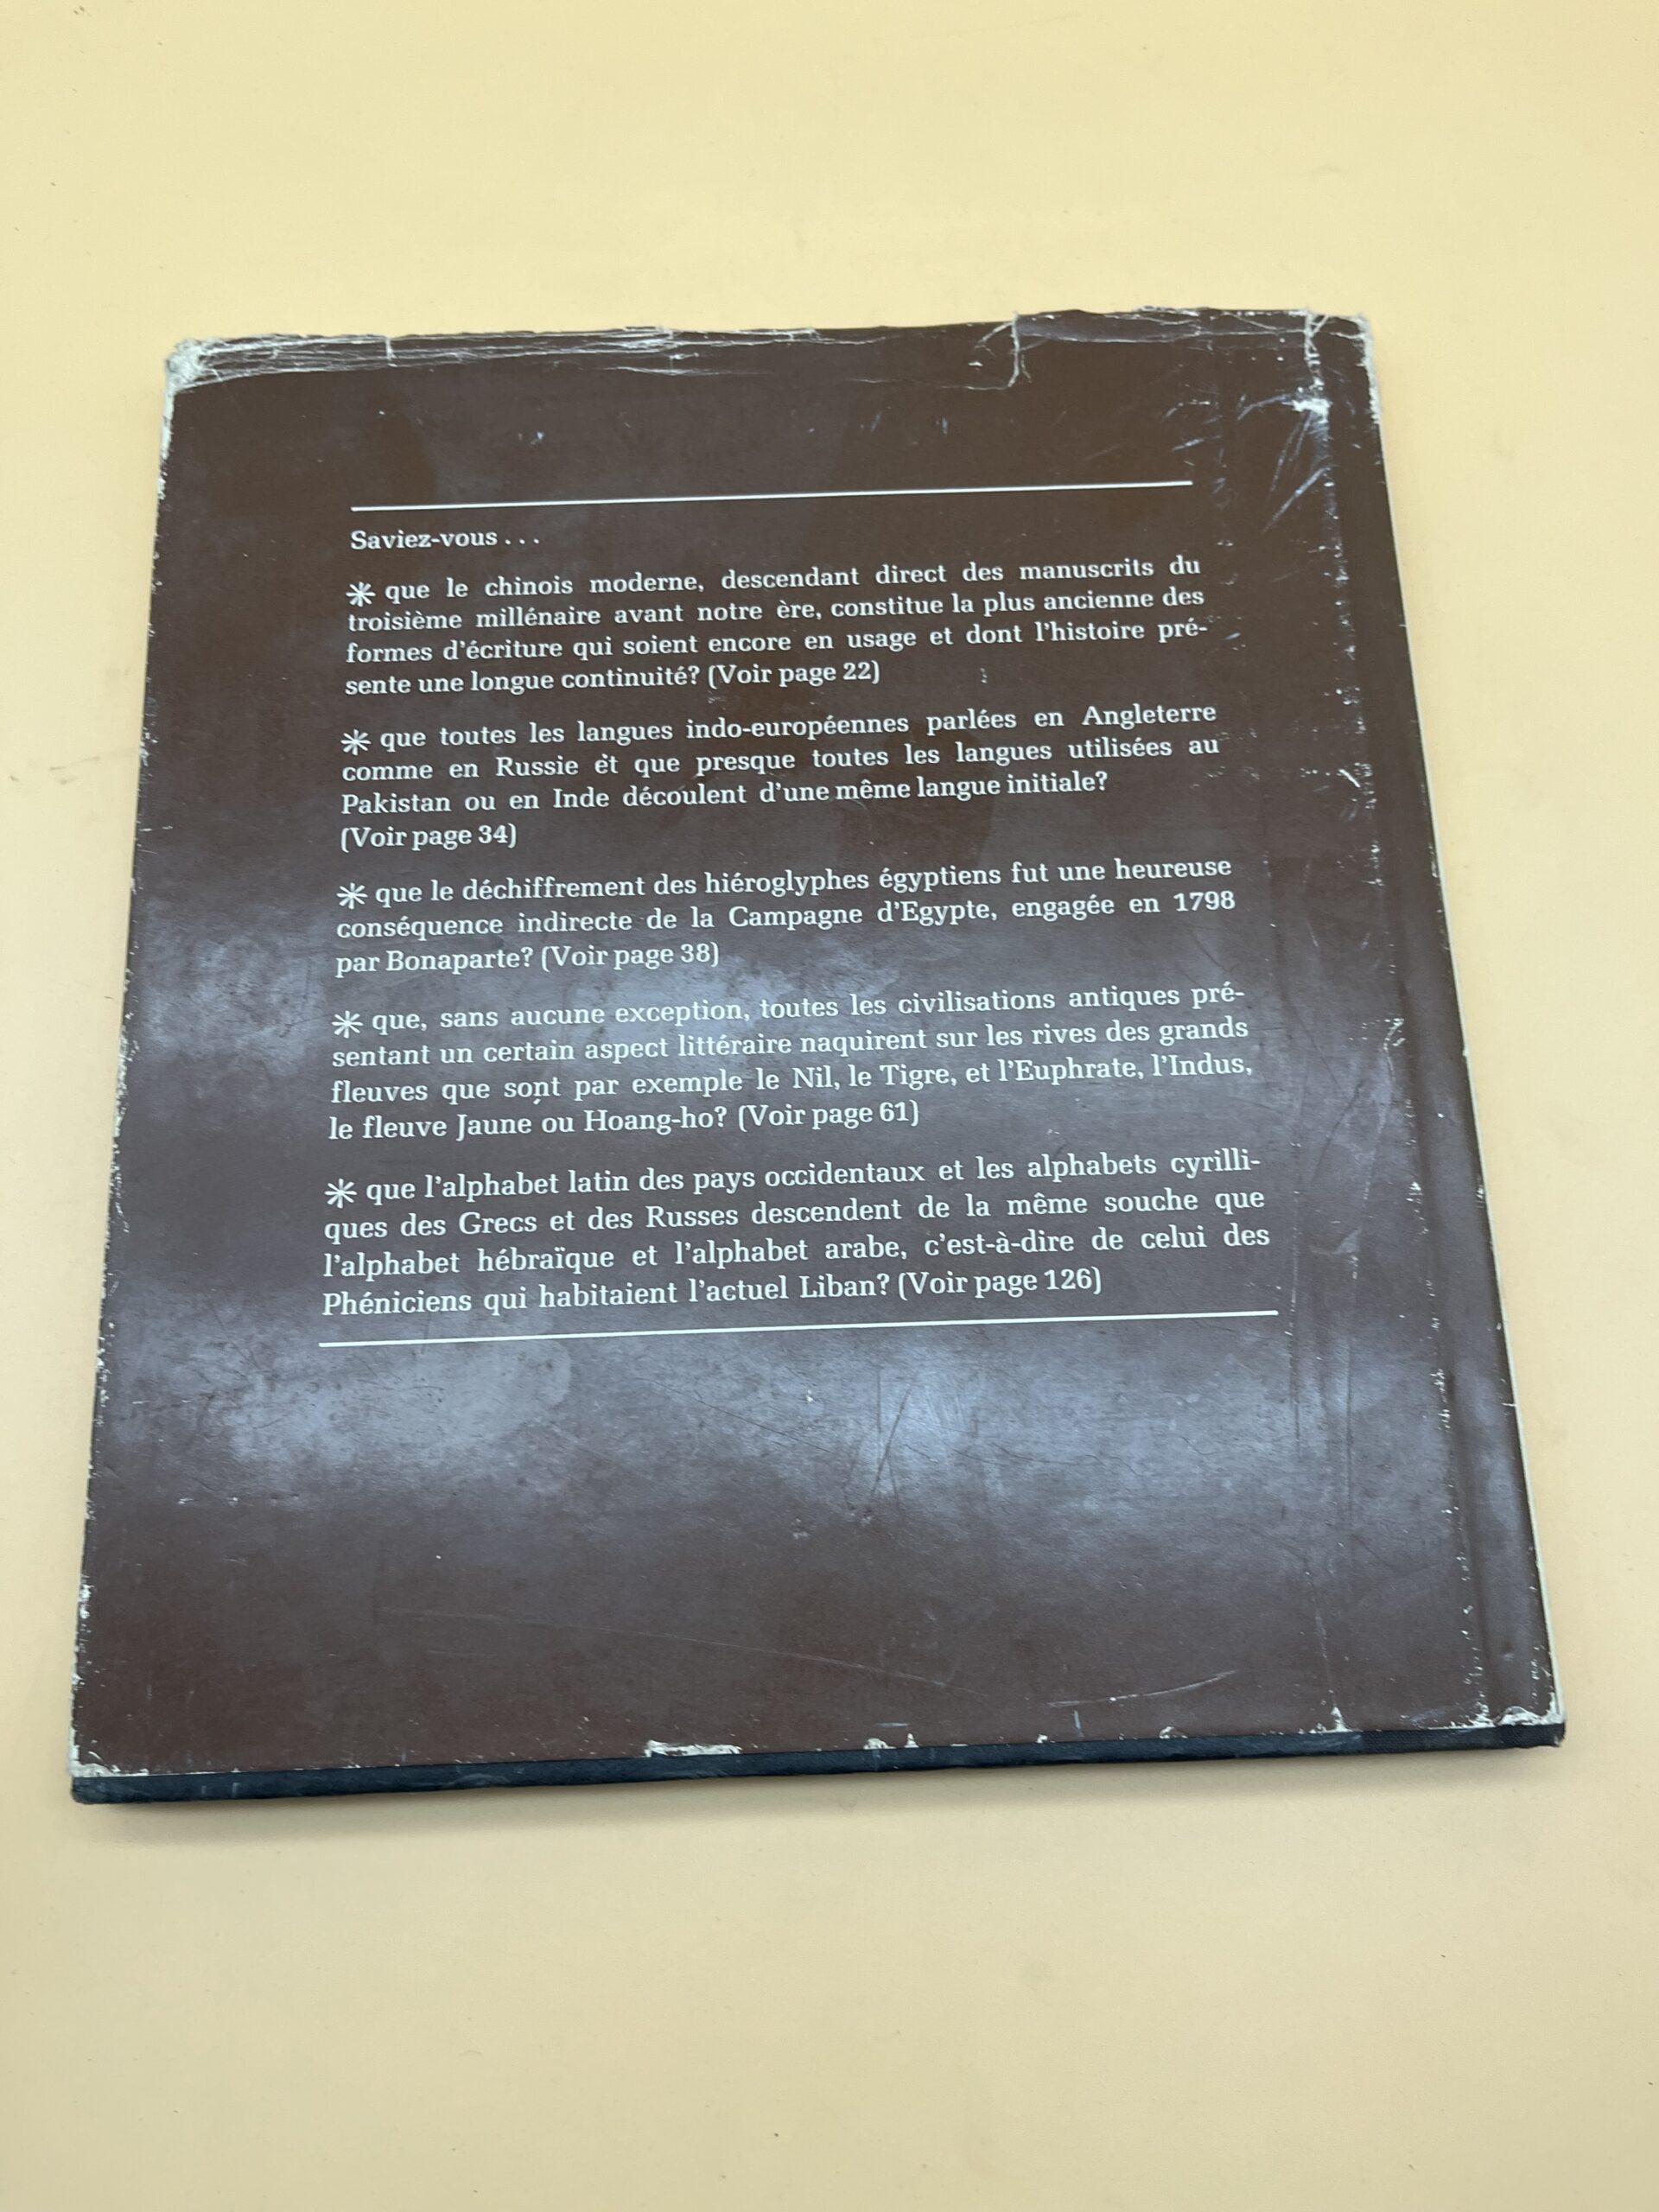 Saviez-vous . . .
* que le chinois moderne, descendant direct des manuscrits du
troisième millénaire avant notre ère, constitue la plus ancienne des
formes d'écriture qui soient encore en usage et dont l'histoire pré-
sente une longue continuité? (Voir page 22)
* que toutes les langues indo-européennes parlées en Angleterre
comme en Russie et que presque toutes les langues utilisées au
Pakistan ou en Inde découlent d'une même langue initiale?
(Voir page 34)
* que le déchiffrement des hiéroglyphes égyptiens fut une heureuse
conséquence indirecte de la Campagne d'Egypte, engagée en 1798
par Bonaparte? (Voir page 38)
* que, sans aucune exception, toutes les civilisations antiques pré-
sentant un certain aspect littéraire naquirent sur les rives des grands
fleuves que sont par exemple le Nil, le Tigre, et l'Euphrate, l'Indus,
le fleuve Jaune ou Hoang-ho? (Voir page 61)
* que l'alphabet latin des pays occidentaux et les alphabets cyrilli-
ques des Grecs et des Russes descendent de la même souche que
l'alphabet hébraïque et l'alphabet arabe, c'est-à-dire de celui des
Phéniciens qui habitaient l'actuel Liban? (Voir page 126)